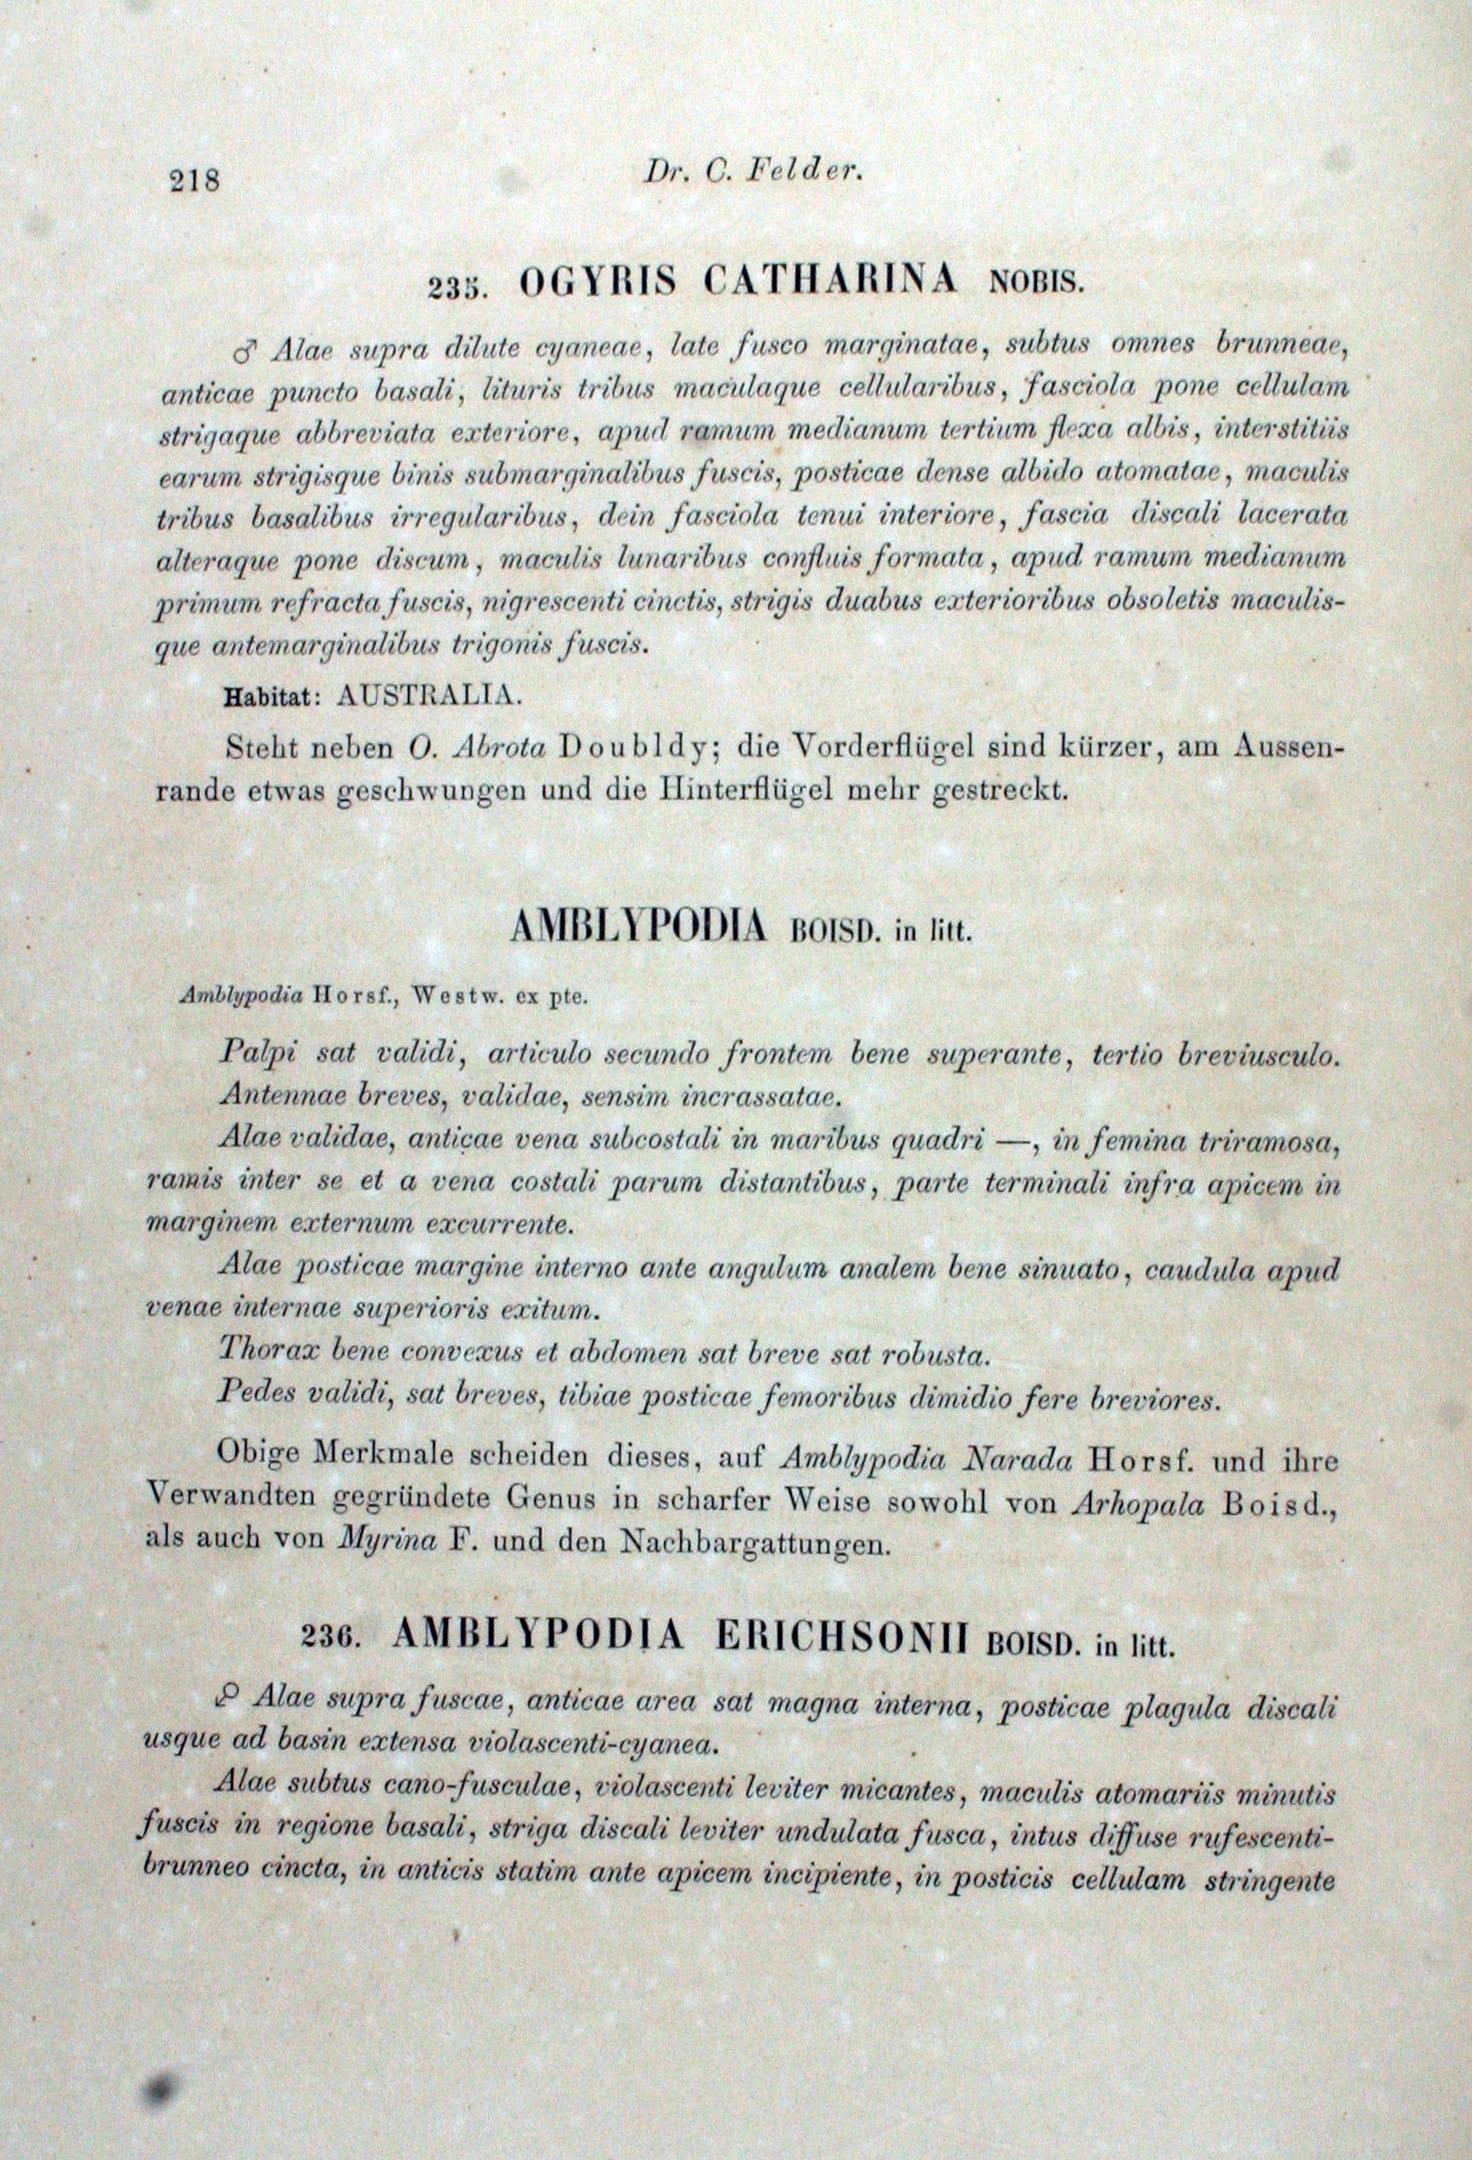 218
Dr. C. Felder.
235. OGYRIS CATHARINA NOBIS.
♂ Alae supra dilute cyaneae, late fusco marginatae, subtus omnes brunneae,
anticae puncto basali, lituris tribus maculaque cellularibus, fasciola pone cellulam
strigaque abbreviata exteriore, apud ramum medianum tertium flexa albis, interstitiis
earum strigisque binis submarginalibus fuscis, posticae dense albido atomatae, maculis
tribus basalibus irregularibus, dein fasciola tenui interiore, fascia discali lacerata
alteraque pone discum, maculis lunaribus confluis formata, apud ramum medianum
primum refracta fuscis, nigrescenti cinctis, strigis duabus exterioribus obsoletis maculis-
que antemarginalibus trigonis fuscis.
Habitat: AUSTRALIA.
Steht neben O. Abrota Doubldy; die Vorderflügel sind kürzer, am Aussen-
rande etwas geschwungen und die Hinterflügel mehr gestreckt.
AMBLYPODIA BOISD. in litt.
Amblypodia Horsf., Westw. ex pte.
Palpi sat validi, articulo secundo frontem bene superante, tertio breviusculo.
Antennae breves, validae, sensim incrassatae.
Alae validae, anticae vena subcostali in maribus quadri —, in femina triramosa,
ramis inter se et a vena costali parum distantibus, parte terminali infra apicem in
marginem externum excurrente.
Alae posticae margine interno ante angulum analem bene sinuato, caudula apud
venae internae superioris exitum.
Thorax bene convexus et abdomen sat breve sat robusta.
Pedes validi, sat breves, tibiae posticae femoribus dimidio fere breviores.
Obige Merkmale scheiden dieses, auf Amblypodia Narada Horsf. und ihre
Verwandten gegründete Genus in scharfer Weise sowohl von Arhopala Boisd.,
als auch von Myrina F. und den Nachbargattungen.
236. AMBLYPODIA ERICHSONII BOISD. in litt.
Alae supra fuscae, anticae area sat magna interna, posticae plagula discali
usque ad basin extensa violascenti-cyanea.
Alae subtus cano-fusculae, violascenti leviter micantes, maculis atomariis minutis
fuscis in regione basali, striga discali leviter undulata fusca, intus diffuse rufescenti-
brunneo cincta, in anticis statim ante apicem incipiente, in posticis cellulam stringente